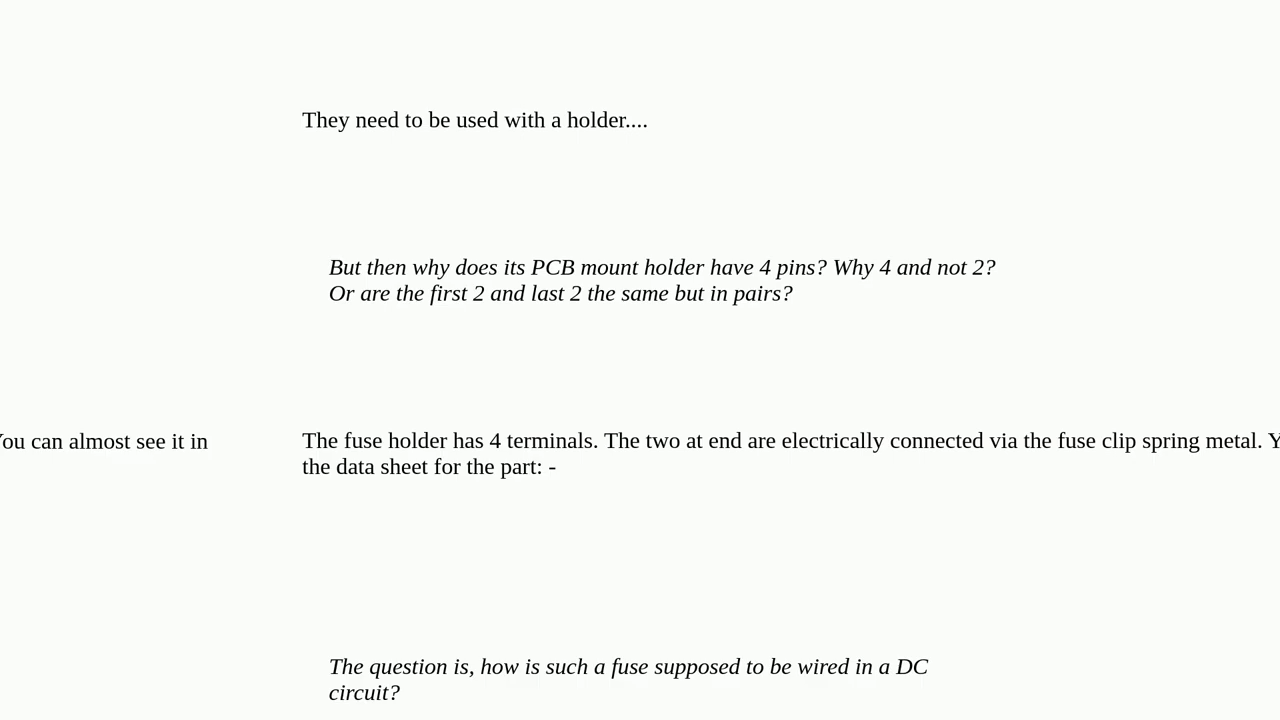 They need to be used with a holder....
But then why does its PCB mount holder have 4 pins? Why 4 and not 2?
Or are the first 2 and last 2 the same but in pairs?
The fuse holder has 4 terminals. The two at end are electrically connected via the fuse clip spring metal.
You can almost see it in
the data sheet for the part: -
The question is, how is such a fuse supposed to be wired in a DC
circuit?